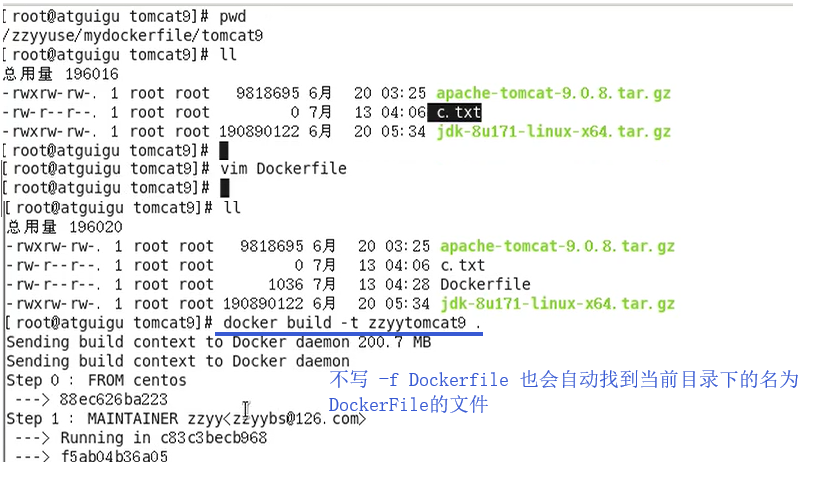 [ root@atguigu tomcat9]# pwd
/zzyyuse/mydockerfile/tomcat9
[ root@atguigu tomcat9]# ll
总用量 196016
-rwxrw-rw-. 1 root root   9818695 6月  20 03:25 apache-tomcat-9.0.8.tar.gz
-rw-r--r--. 1 root root         0 7月  13 04:06 c.txt
-rwxrw-rw-. 1 root root 190890122 6月  20 05:34 jdk-8u171-linux-x64.tar.gz
[ root@atguigu tomcat9]#
[ root@atguigu tomcat9]# vim Dockerfile
[ root@atguigu tomcat9]#
[ root@atguigu tomcat9]# ll
总用量 196020
-rwxrw-rw-. 1 root root   9818695 6月  20 03:25 apache-tomcat-9.0.8.tar.gz
-rw-r--r--. 1 root root         0 7月  13 04:06 c.txt
-rw-r--r--. 1 root root      1036 7月  13 04:28 Dockerfile
-rwxrw-rw-. 1 root root 190890122 6月  20 05:34 jdk-8u171-linux-x64.tar.gz
[ root@atguigu tomcat9]# docker build -t zzyytomcat9 .
Sending build context to Docker daemon 200.7 MB
Sending build context to Docker daemon
Step 0 : FROM centos
 ---> 88ec626ba223
Step 1 : MAINTAINER zzyy<zzyybs@126.com>
 ---> Running in c83c3becb968
 ---> f5ab04b36a05
不写 -f Dockerfile 也会自动找到当前目录下的名为
DockerFile的文件